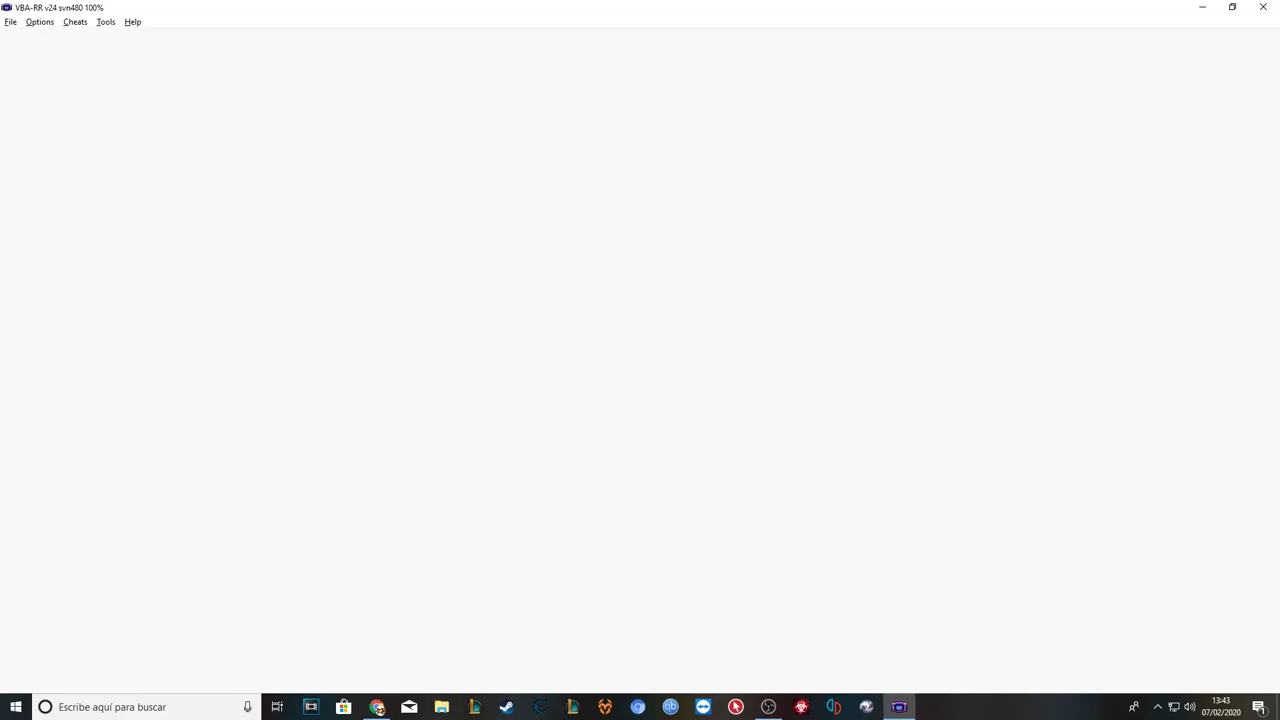 VBA-RR v24 svn480 100%
File Options Cheats Tools Help
Escribe aquí para buscar
13:43
07/02/2020
1